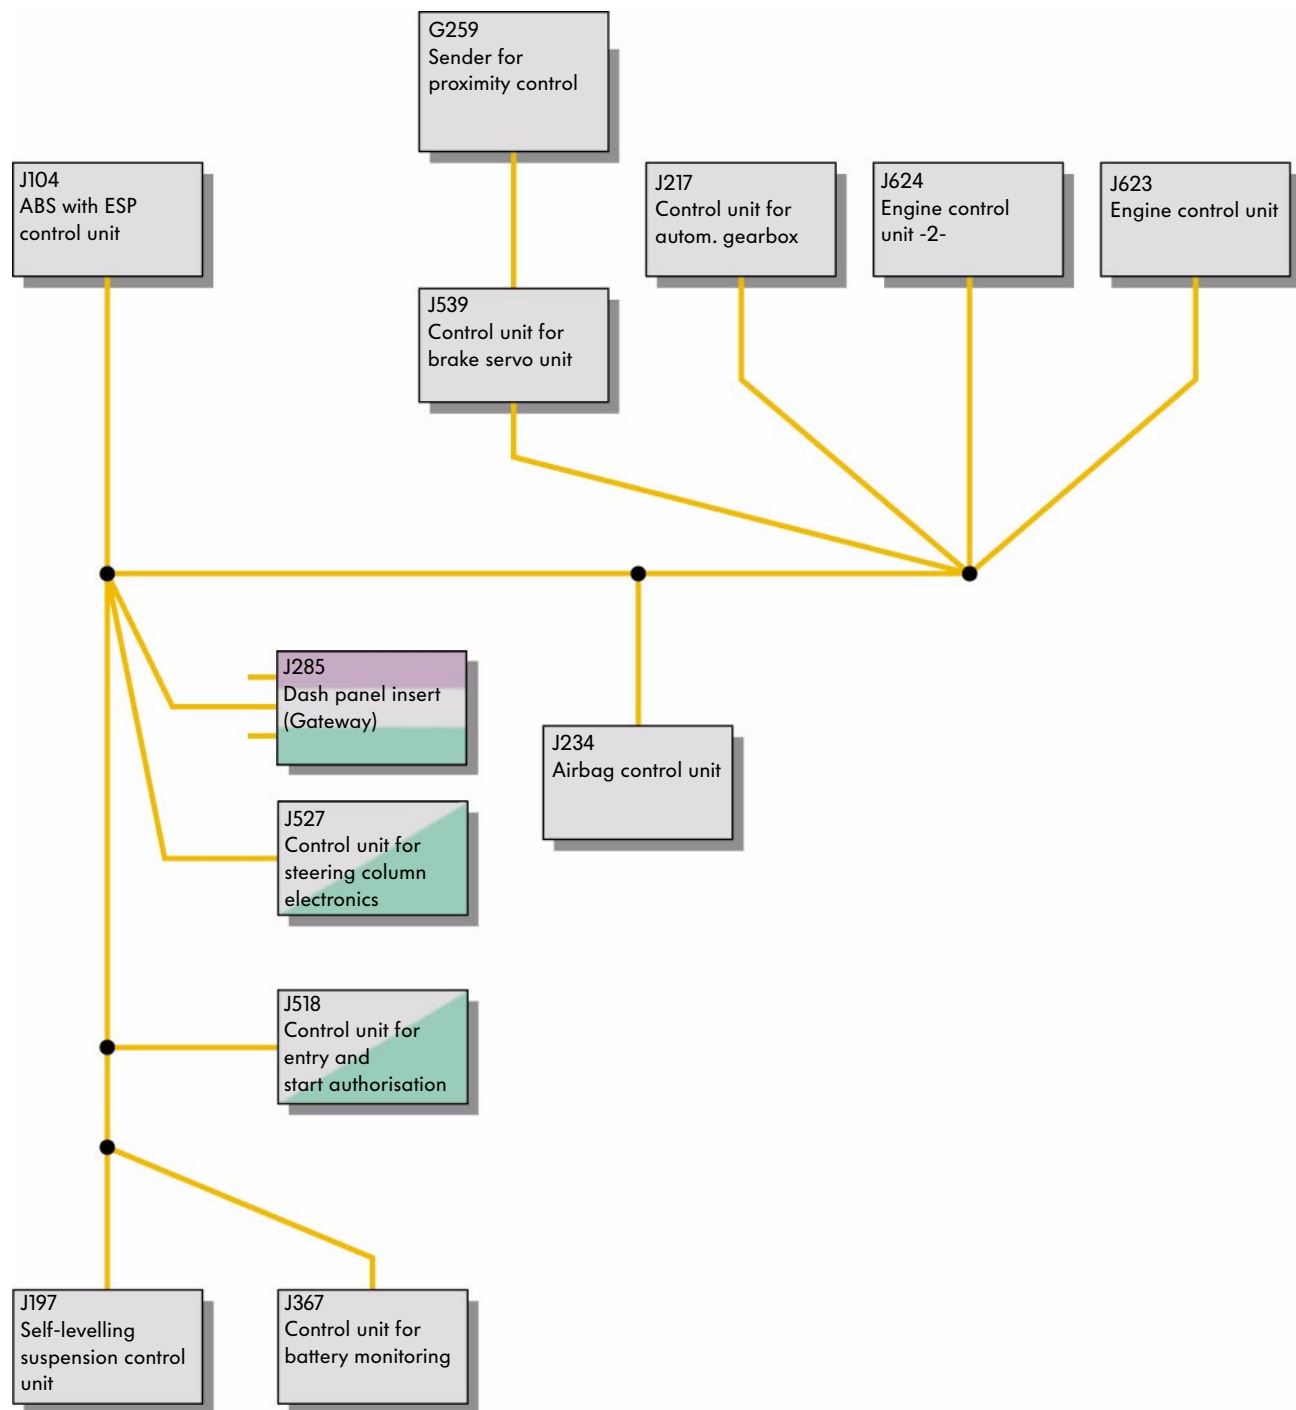 G259
Sender for
proximity control
J104
ABS with ESP
control unit
J217
Control unit for
autom. gearbox
J624
Engine control
unit -2-
J623
Engine control unit
J539
Control unit for
brake servo unit
J285
Dash panel insert
(Gateway)
J234
Airbag control unit
J527
Control unit for
steering column
electronics
J518
Control unit for
entry and
start authorisation
J197
Self-levelling
suspension control
unit
J367
Control unit for
battery monitoring